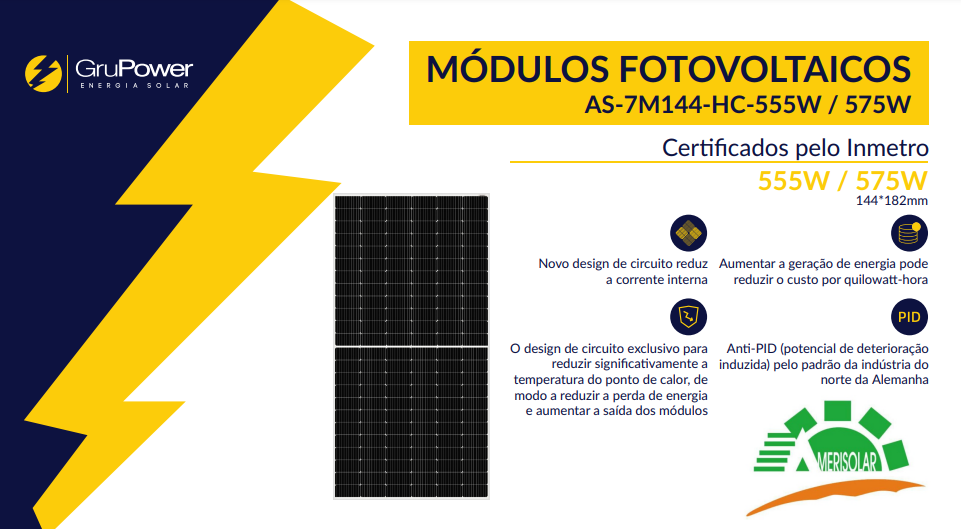 GruPower
ENERGIA SOLAR
MÓDULOS FOTOVOLTAICOS
AS-7M144-HC-555W / 575W
Certificados pelo Inmetro
555W / 575W
144*182mm
Novo design de circuito reduz
a corrente interna
Aumentar a geração de energia pode
reduzir o custo por quilowatt-hora
O design de circuito exclusivo para
reduzir significativamente a
temperatura do ponto de calor, de
modo a reduzir a perda de energia
e aumentar a saída dos módulos
PID
Anti-PID (potencial de deterioração
induzida) pelo padrão da indústria do
norte da Alemanha
AMERISOLAR